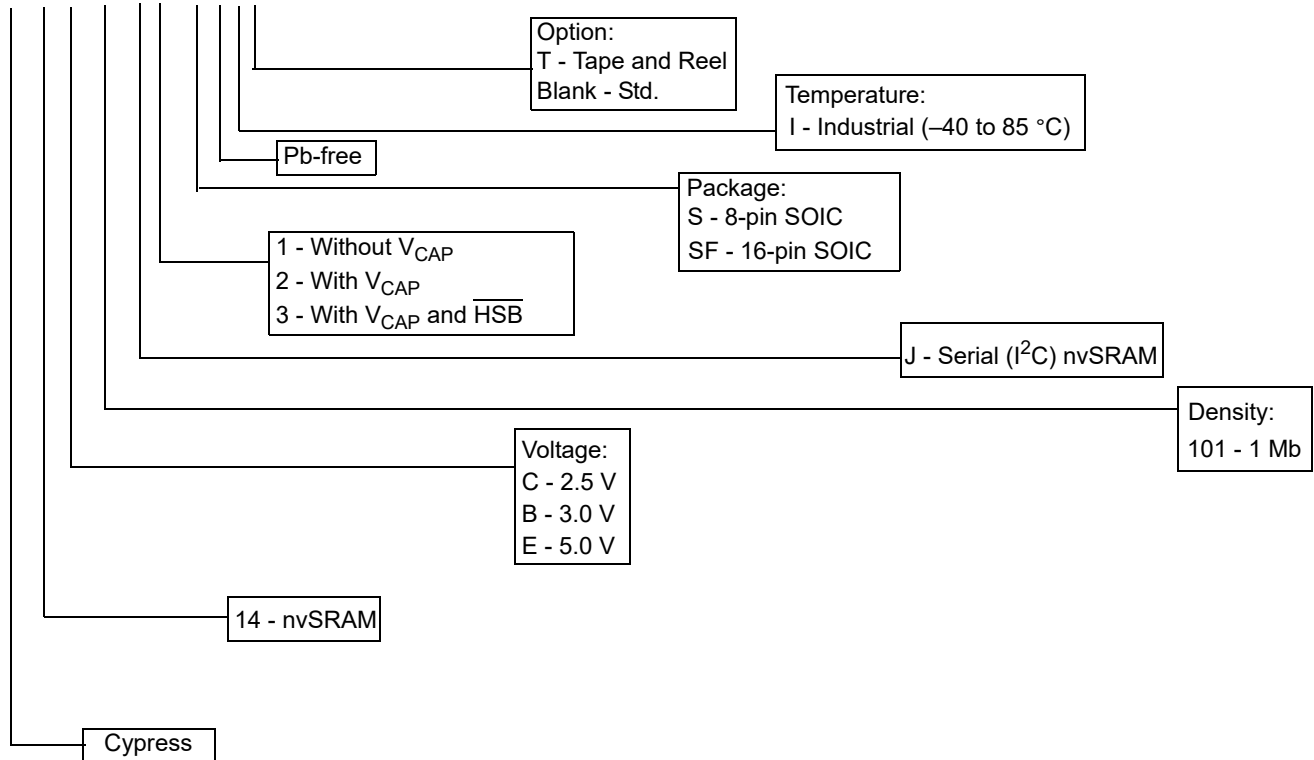 Option:
T - Tape and Reel
Blank - Std.
Temperature:
I - Industrial (–40 to 85 °C)
Pb-free
Package:
S - 8-pin SOIC
SF - 16-pin SOIC
1 - Without VCAP
2 - With VCAP
3 - With VCAP and HSB
J - Serial (I2C) nvSRAM
Density:
101 - 1 Mb
Voltage:
C - 2.5 V
B - 3.0 V
E - 5.0 V
14 - nvSRAM
Cypress